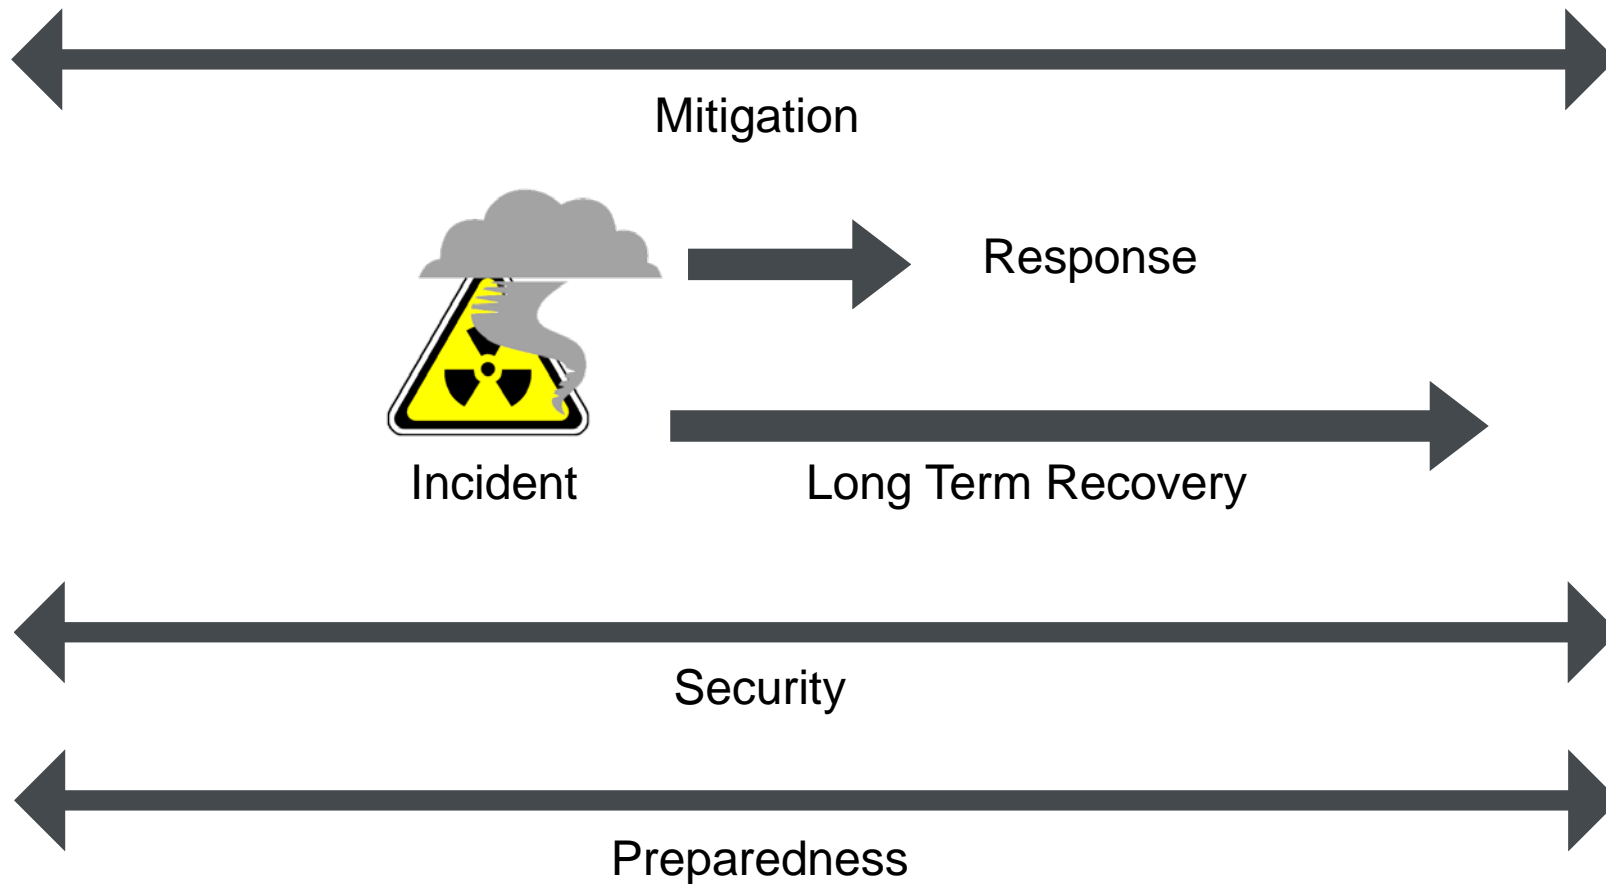 Mitigation
Response
Incident
Long Term Recovery
Security
Preparedness